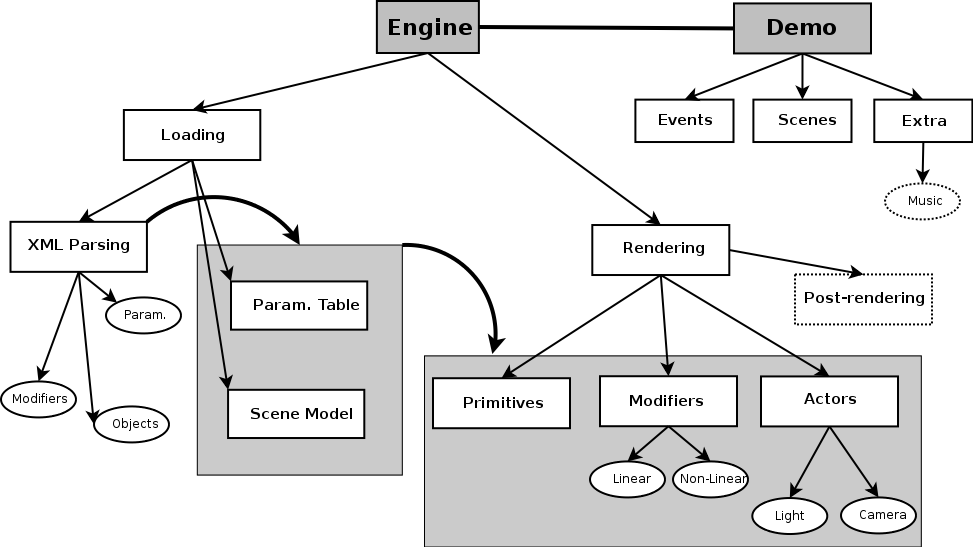 Engine
Demo
Events
Scenes
Extra
Loading
Music
XML Parsing
Rendering
Param. Table
Post-rendering
Param.
Modifiers
Objects
Scene Model
Primitives
Modifiers
Actors
Linear
Non-Linear
Light
Camera